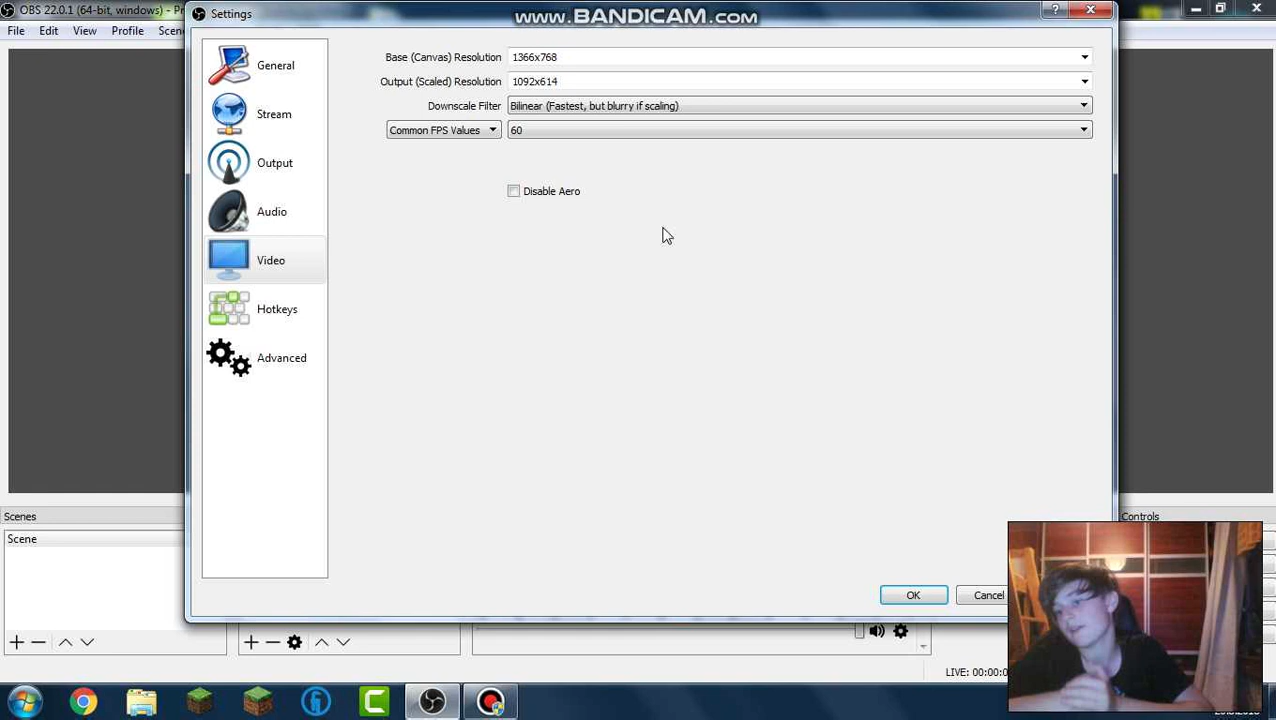 OBS 22.0.1 (64-bit, windows) - P
Settings
www.BANDICAM.com
File Edit View Profile Scen
General
Stream
Output
Audio
Video
Hotkeys
Advanced
Base (Canvas) Resolution 1366x768
Output (Scaled) Resolution 1092x614
Downscale Filter Bilinear (Fastest, but blurry if scaling)
Common FPS Values 60
Disable Aero
OK Cancel
Scenes
Scene
Controls
LIVE: 00:00:0